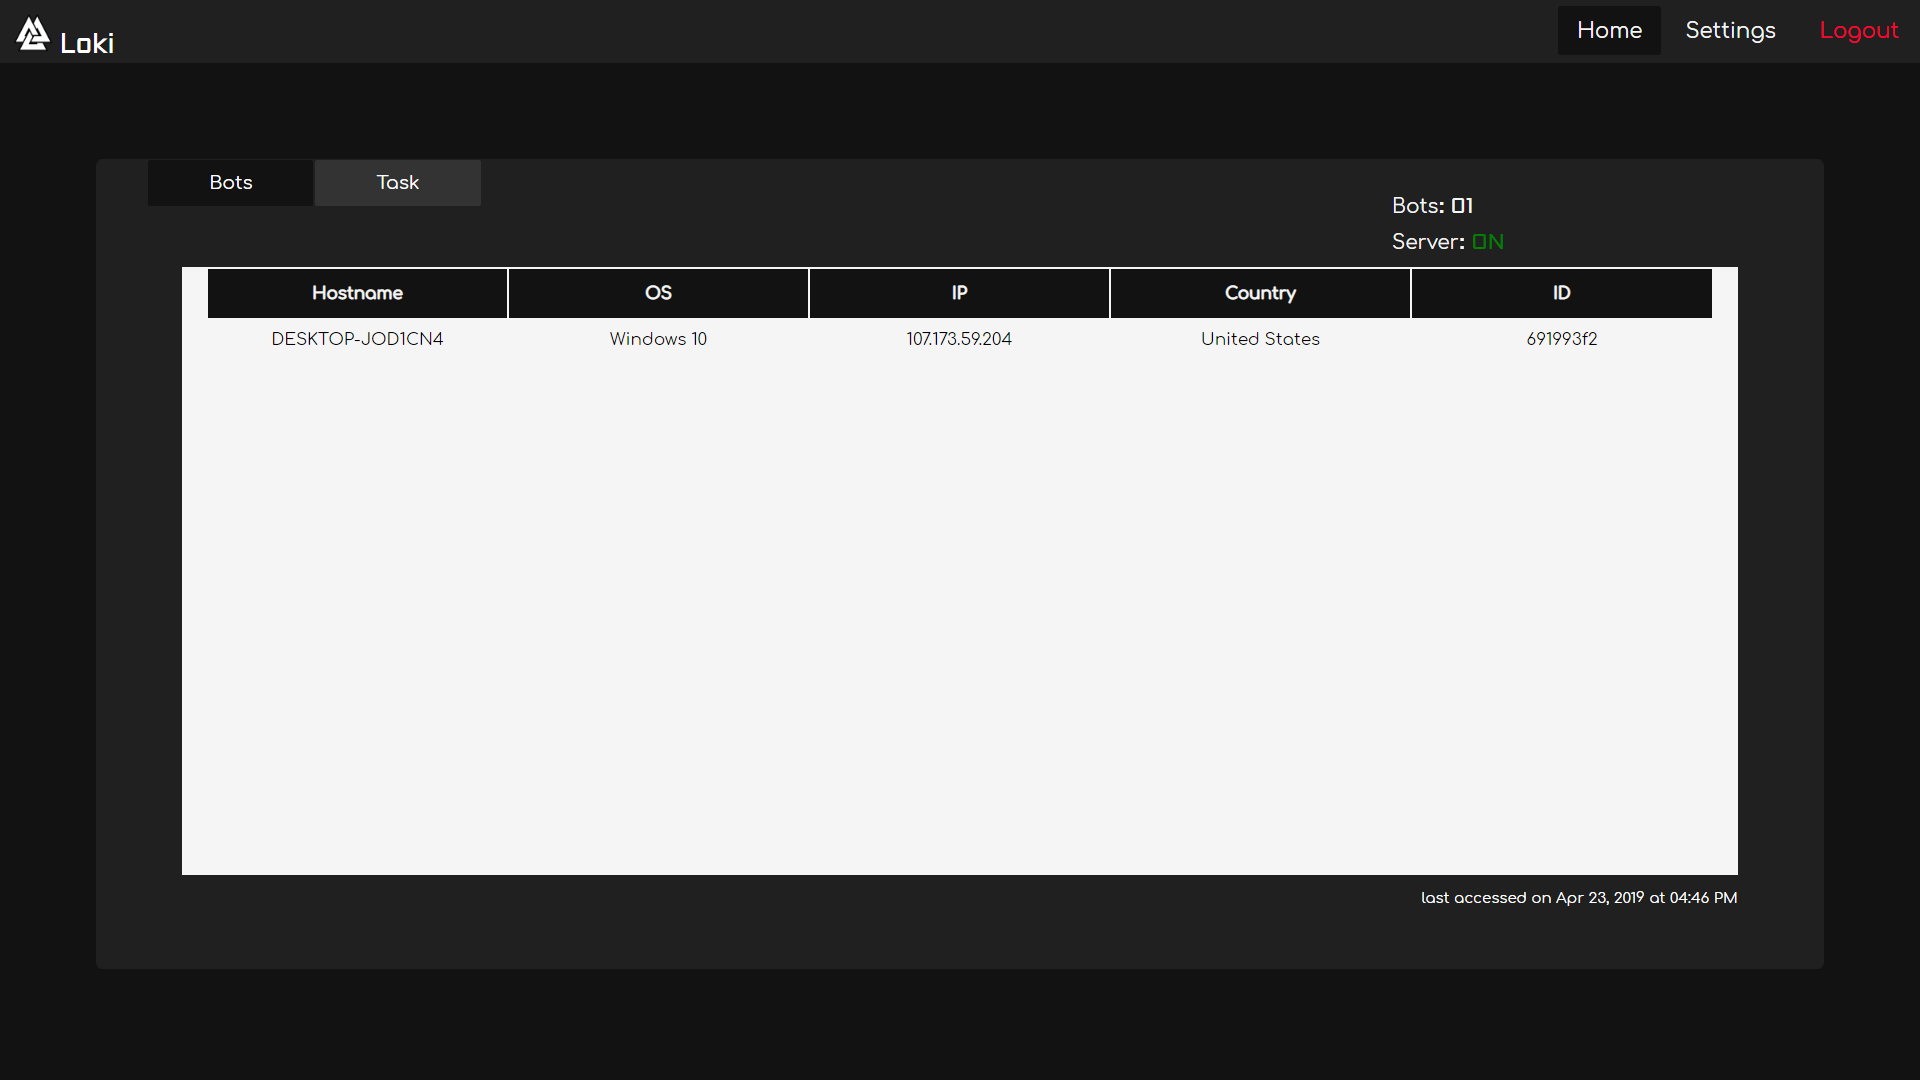 Loki
Home Settings Logout
Bots Task
Bots: 01
Server: ON
Hostname OS IP Country ID
DESKTOP-JOD1CN4 Windows 10 107.173.59.204 United States 691993f2
last accessed on Apr 23, 2019 at 04:46 PM